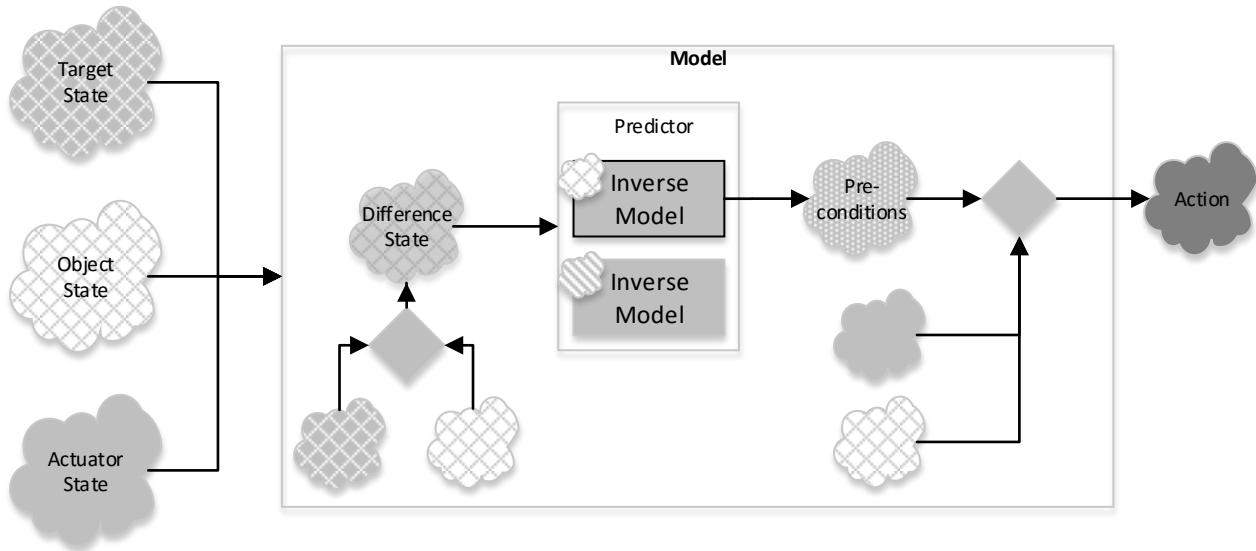 Model
Target
State
Object
State
Actuator
State
Difference
State
Predictor
Inverse
Model
Inverse
Model
Pre-
conditions
Action